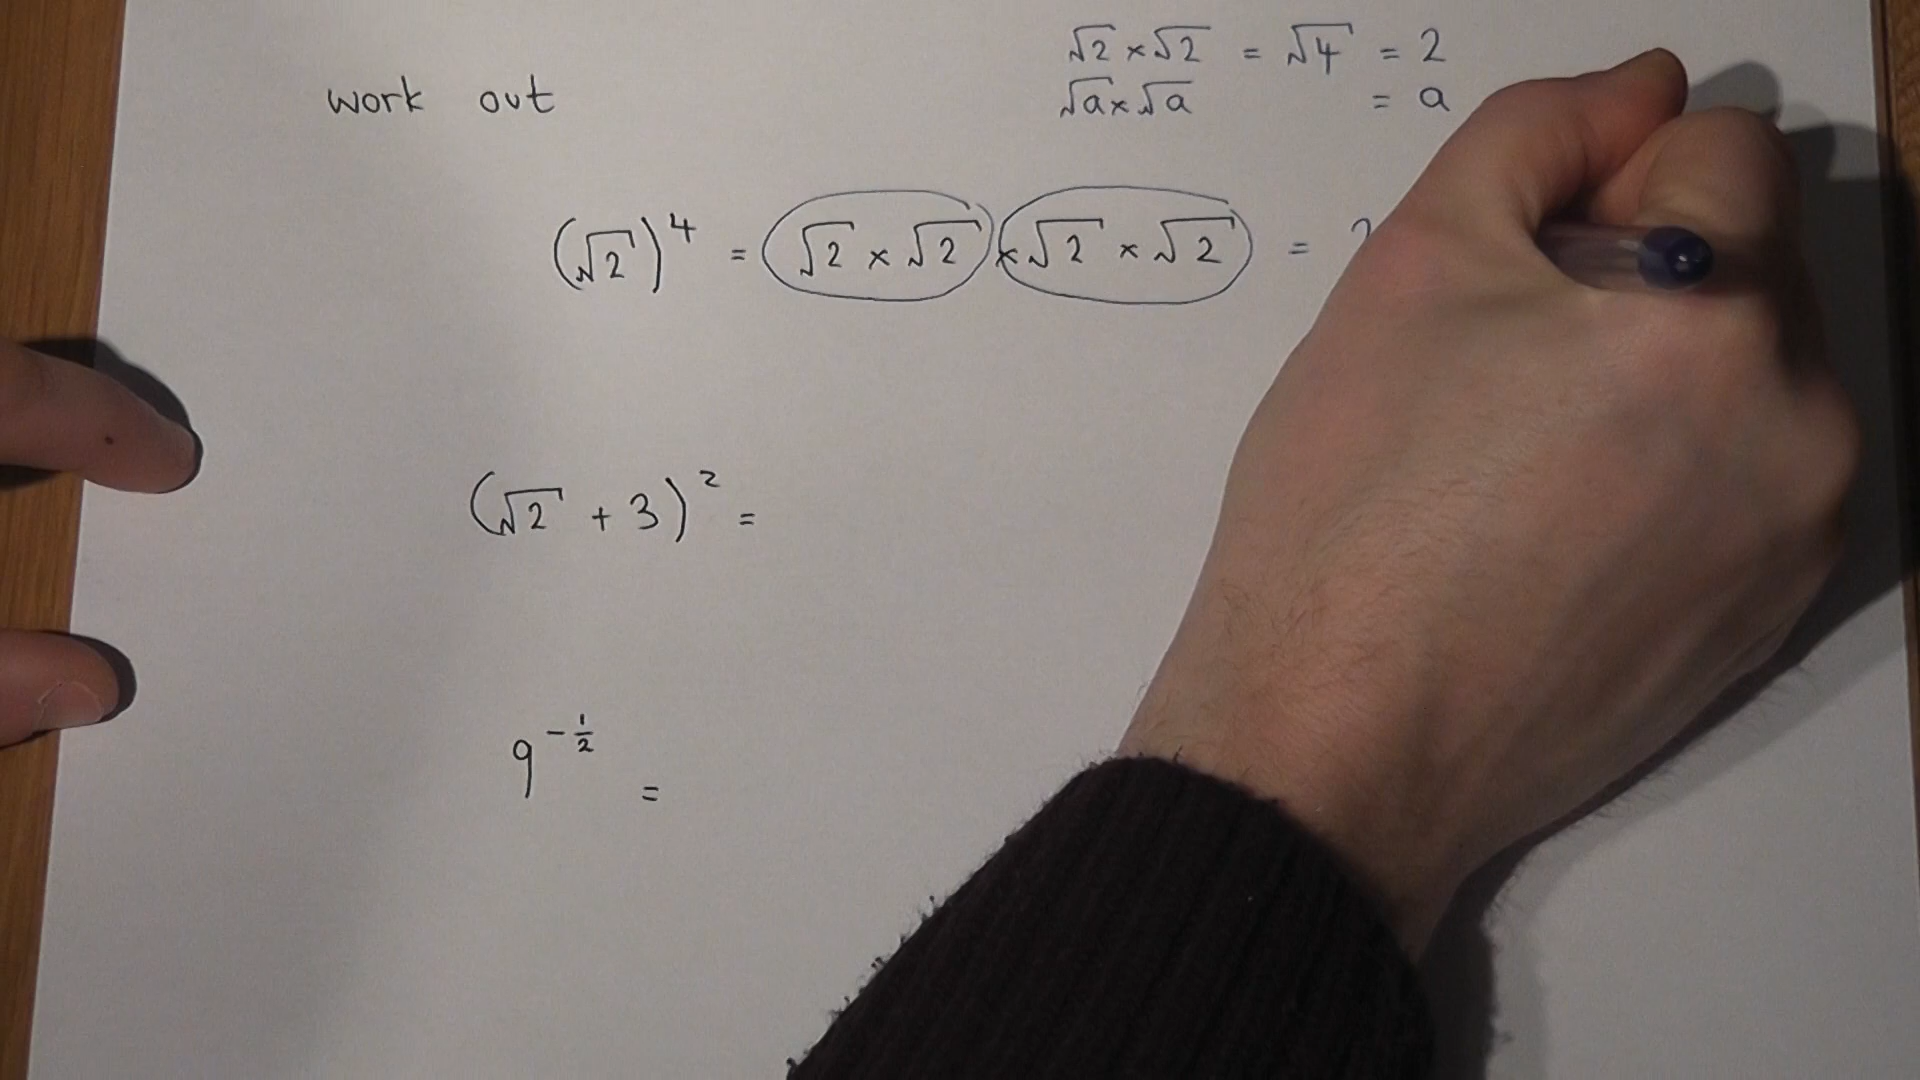 √2 × √2 = √4 = 2
work out
√a × √a = a
(√2)⁴ = √2 × √2 × √2 × √2 =
(√2 + 3)² =
9^(-1/2) =